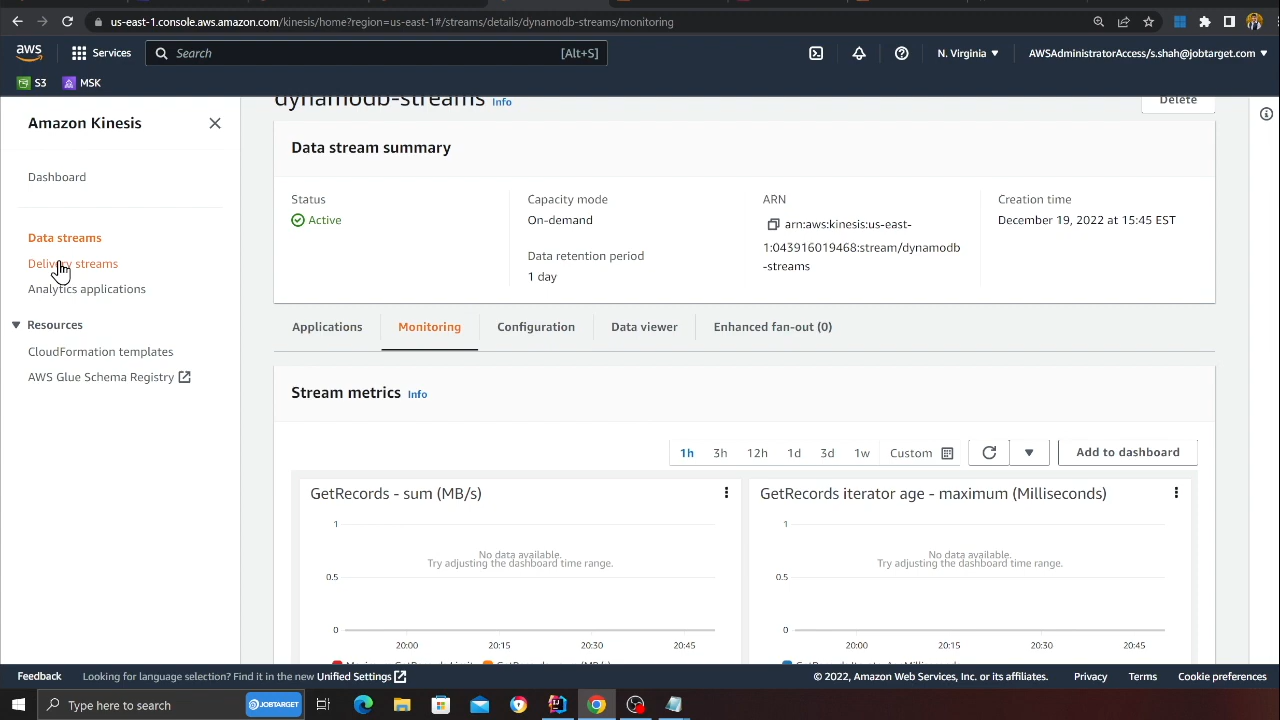 us-east-1.console.aws.amazon.com/kinesis/home?region=us-east-1#/streams/details/dynamodb-streams/monitoring
aws
Services
Search
[Alt+S]
N. Virginia
AWSAdministratorAccess/s.shah@jobtarget.com
S3
MSK
Amazon Kinesis
Dashboard
Data streams
Delivery streams
Analytics applications
Resources
CloudFormation templates
AWS Glue Schema Registry
dynamodb-streams Info
Delete
Data stream summary
Status
Active
Capacity mode
On-demand
Data retention period
1 day
ARN
arn:aws:kinesis:us-east-
1:043916019468:stream/dynamodb
-streams
Creation time
December 19, 2022 at 15:45 EST
Applications
Monitoring
Configuration
Data viewer
Enhanced fan-out (0)
Stream metrics Info
1h 3h 12h 1d 3d 1w Custom
Add to dashboard
GetRecords - sum (MB/s)
1
No data available.
Try adjusting the dashboard time range.
0.5
0
20:00 20:15 20:30 20:45
GetRecords iterator age - maximum (Milliseconds)
1
No data available.
Try adjusting the dashboard time range.
0.5
0
20:00 20:15 20:30 20:45
Feedback
Looking for language selection? Find it in the new Unified Settings
© 2022, Amazon Web Services, Inc. or its affiliates.
Privacy
Terms
Cookie preferences
Type here to search
JOBTARGET